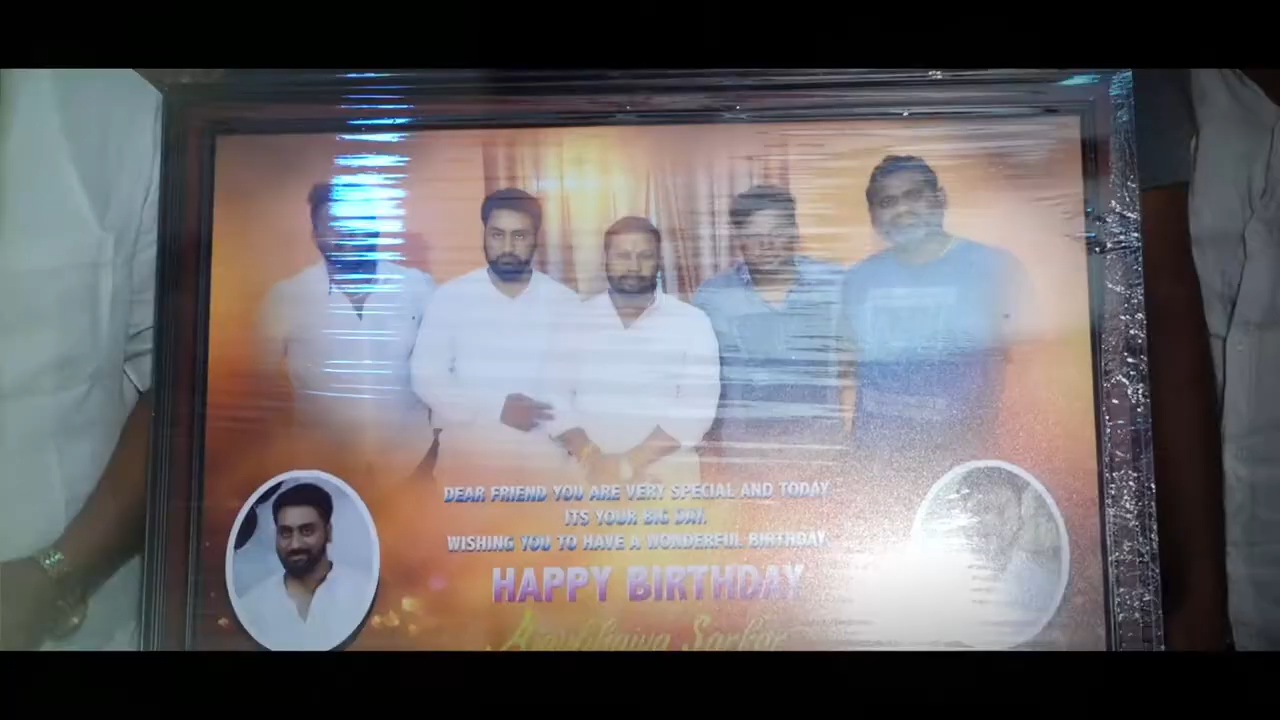 DEAR FRIEND YOU ARE VERY SPECIAL AND TODAY
ITS YOUR BIG DAY.
WISHING YOU TO HAVE A WONDERFUL BIRTHDAY.
HAPPY BIRTHDAY
Sarkar